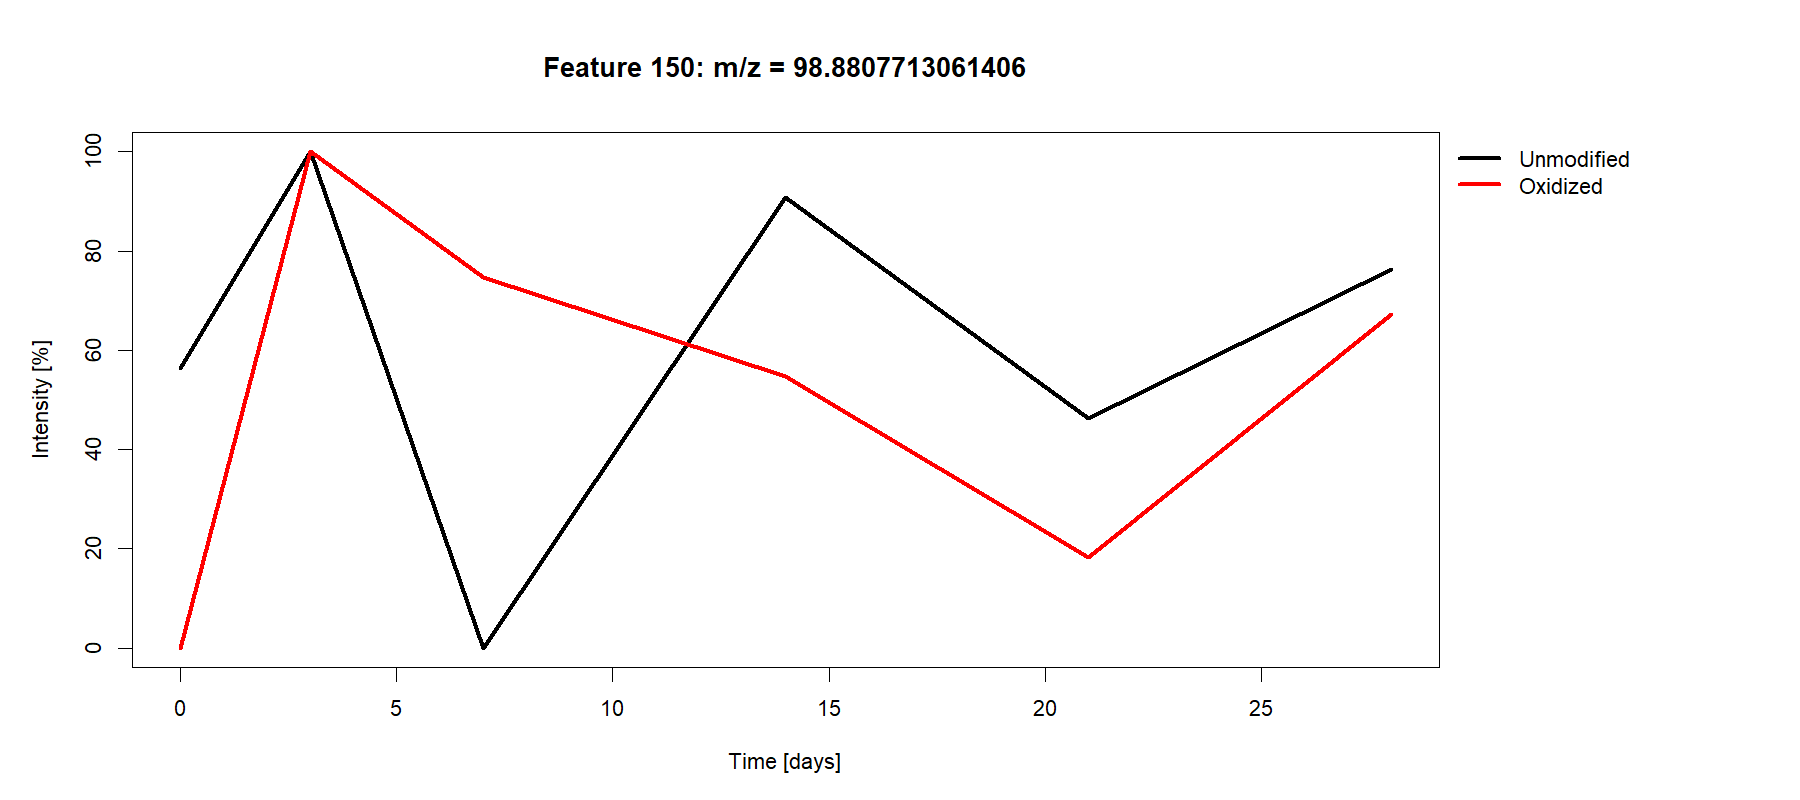 Feature 150: m/z = 98.8807713061406
Unmodified
Oxidized
Intensity [%]
100
80
60
40
20
0
0 5 10 15 20 25
Time [days]